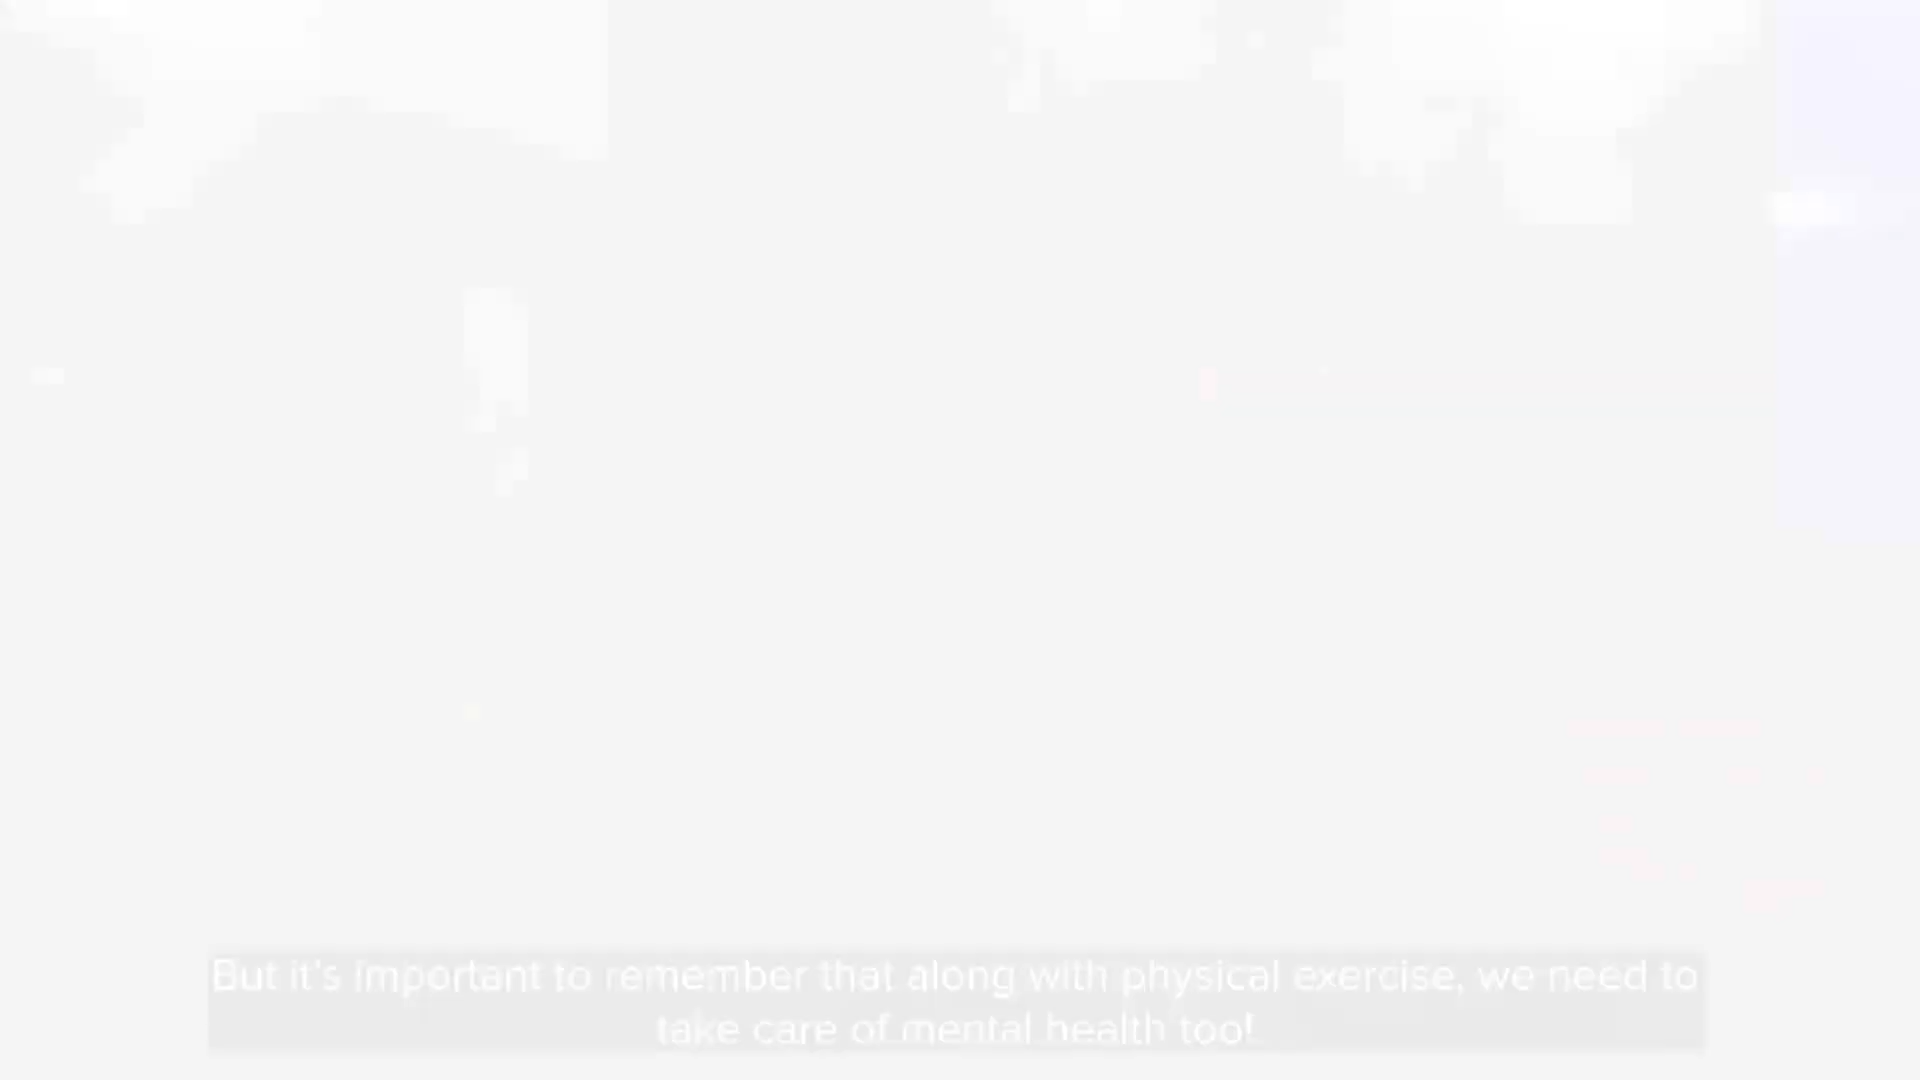 But it's important to remember that along with physical exercise, we need to
take care of mental health too!